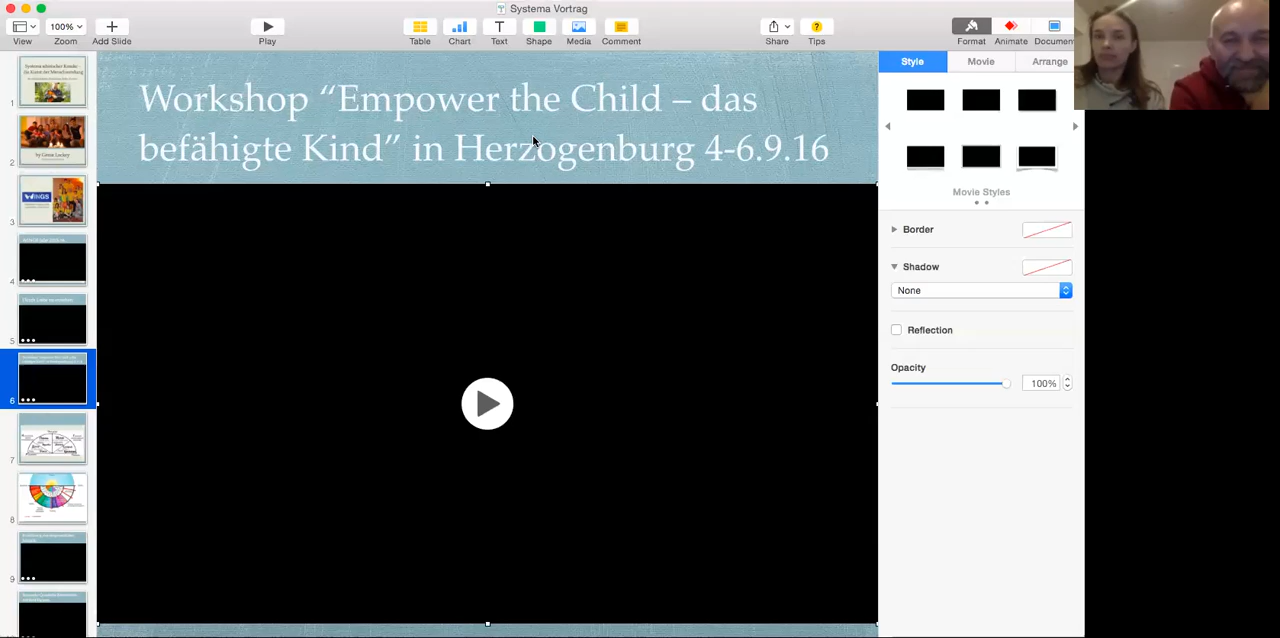 Systema Vortrag
100%
View
Zoom
Add Slide
Play
Table
Chart
Text
Shape
Media
Comment
Share
Tips
Format
Animate
Documen
Style
Movie
Arrange
Workshop “Empower the Child – das
befähigte Kind” in Herzogenburg 4-6.9.16
Movie Styles
Border
Shadow
None
Reflection
Opacity
100%
1
2
3
4
5
6
7
8
9